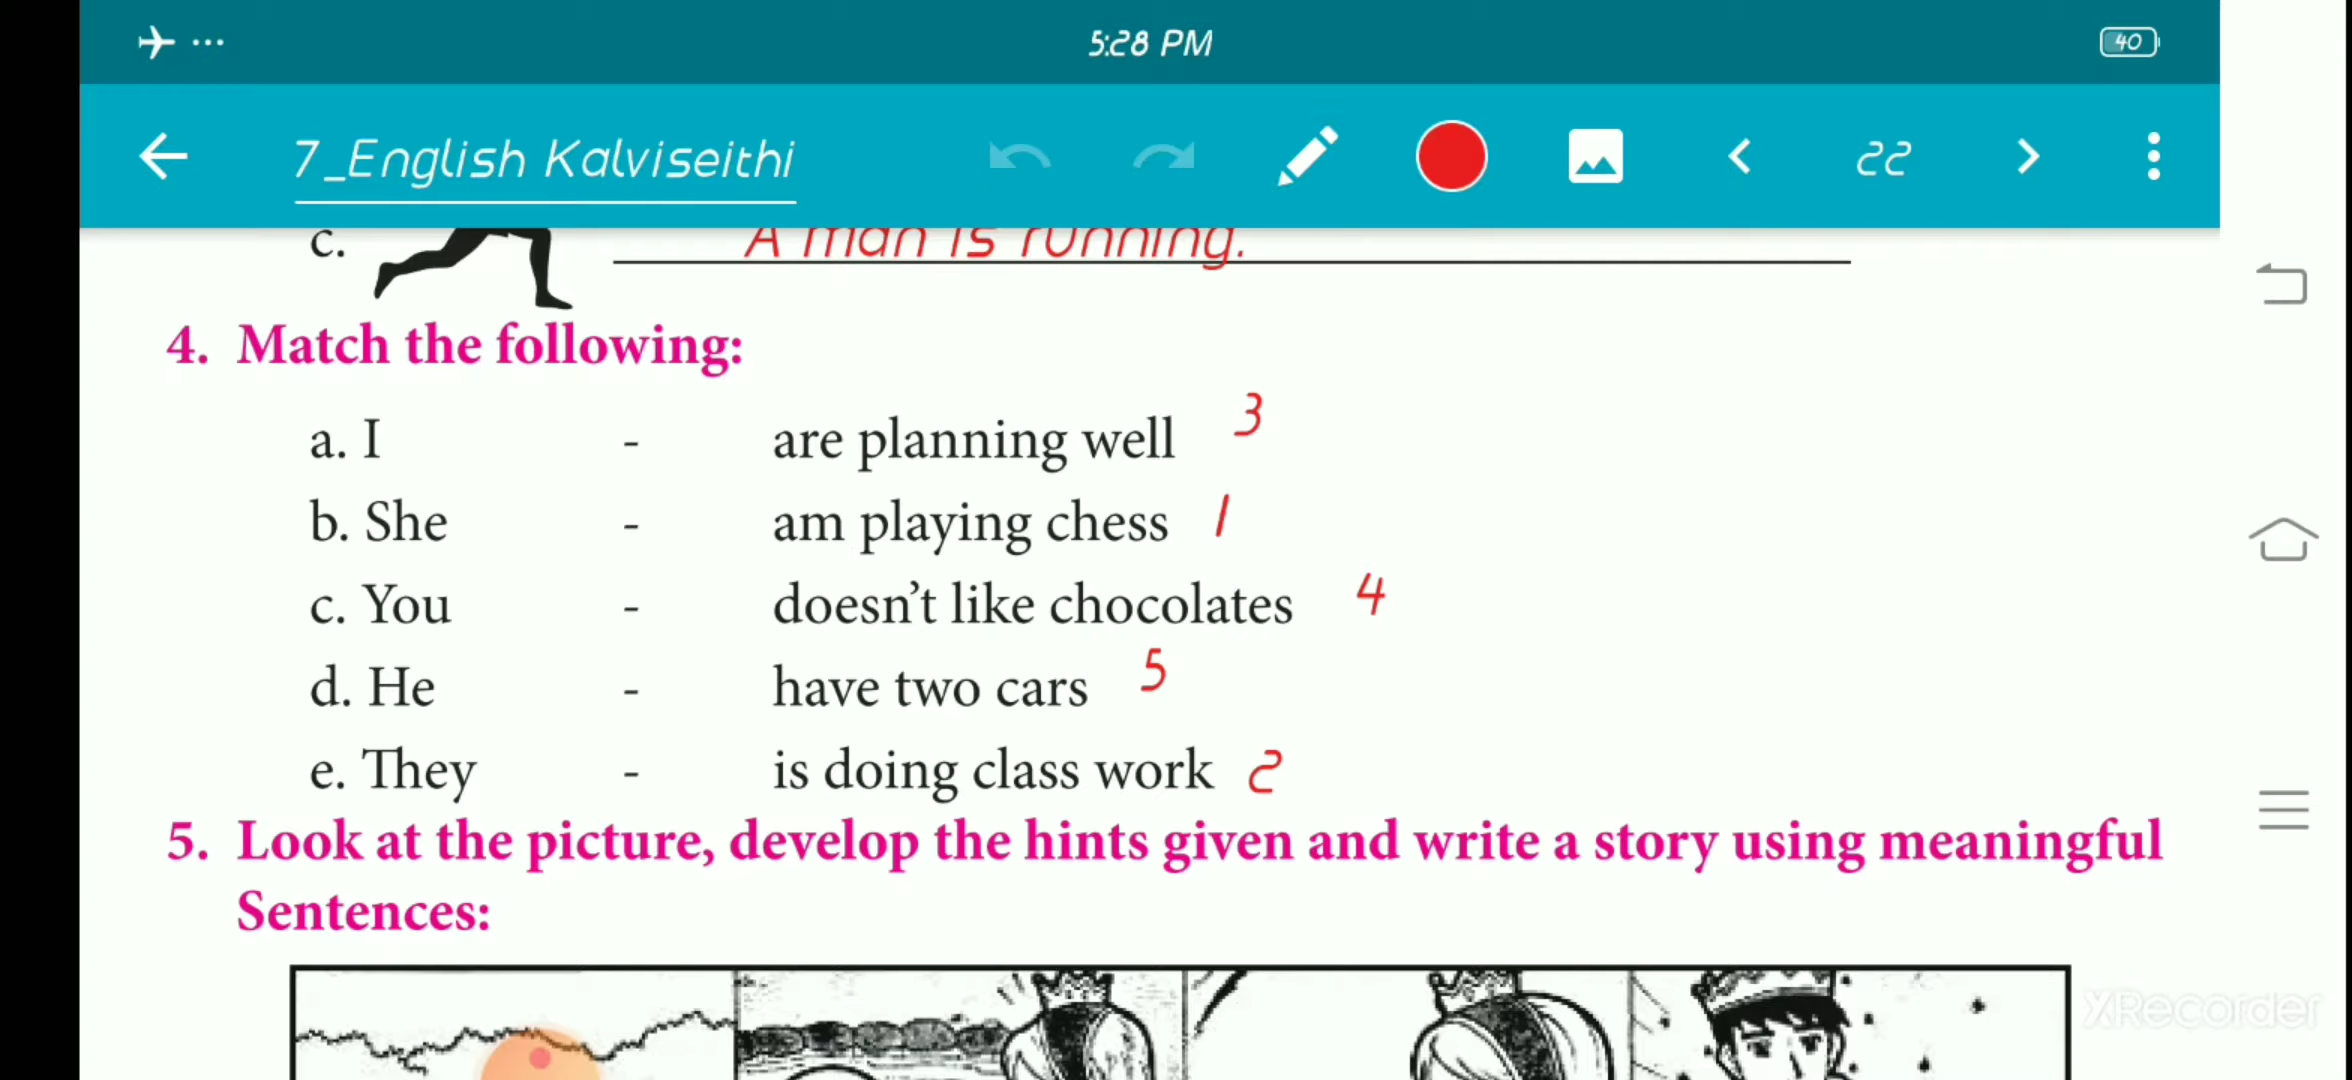 5:28 PM
40
7_English Kalviseithi
22
c. A man is running.
4. Match the following:
a. I - are planning well 3
b. She - am playing chess 1
c. You - doesn't like chocolates 4
d. He - have two cars 5
e. They - is doing class work 2
5. Look at the picture, develop the hints given and write a story using meaningful
Sentences:
XRecorder